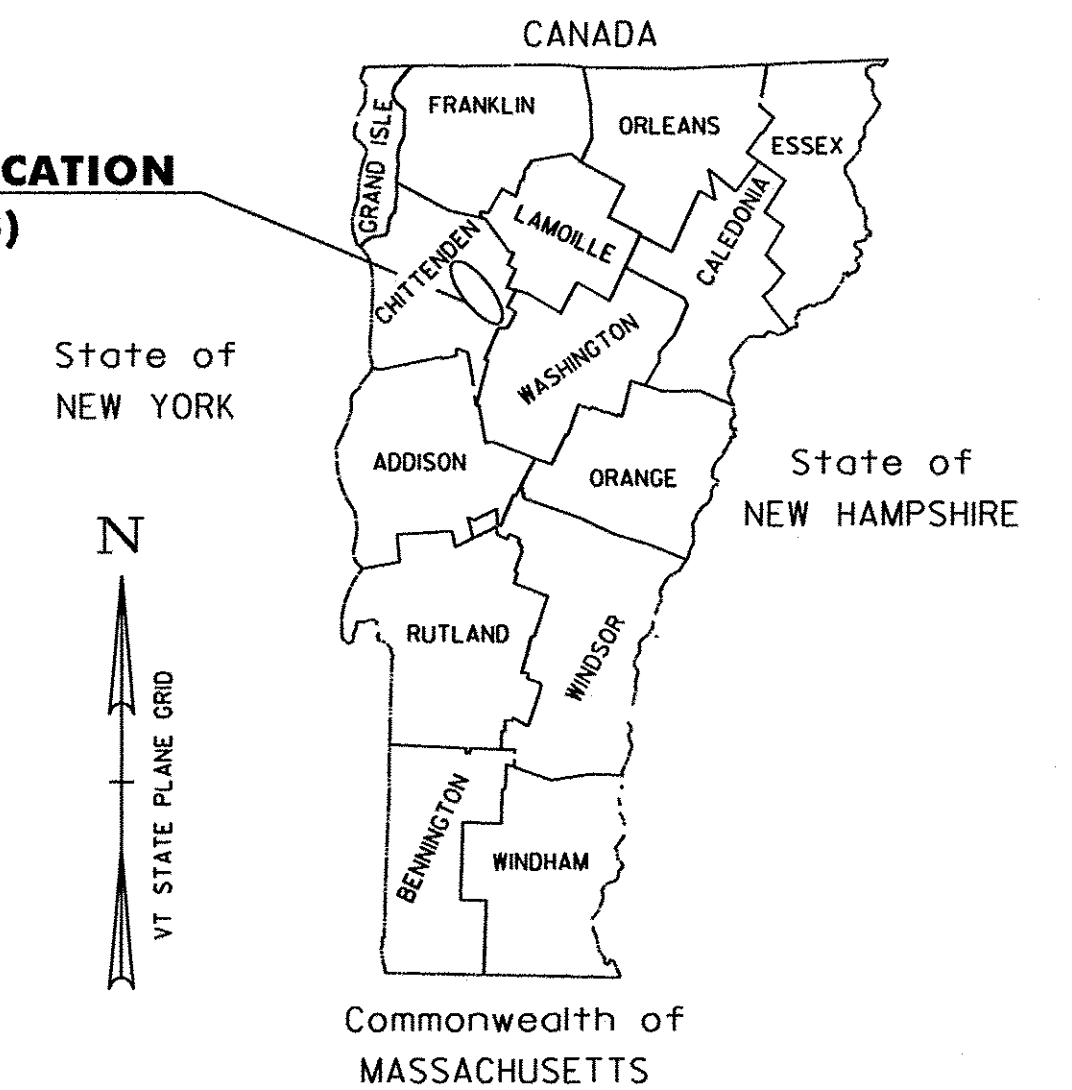 CANADA
FRANKLIN
ORLEANS
ESSEX
GRAND ISLE
CATION
)
LAMOILLE
CALEDONIA
CHITTENDEN
State of
NEW YORK
WASHINGTON
ADDISON
ORANGE
State of
NEW HAMPSHIRE
N
VT STATE PLANE GRID
RUTLAND
WINDSOR
BENNINGTON
WINDHAM
Commonwealth of
MASSACHUSETTS